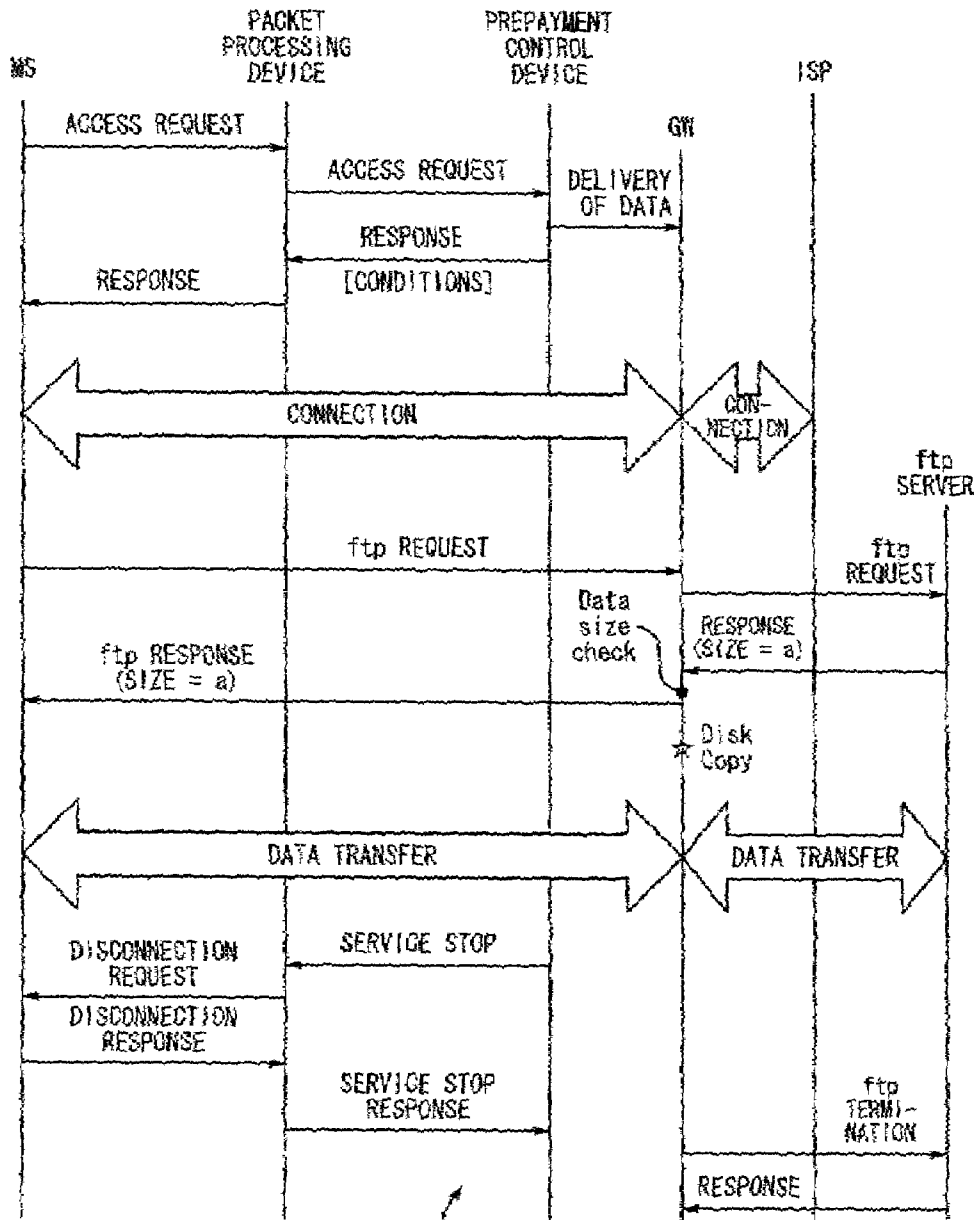 MS
PACKET
PROCESSING
DEVICE
PREPAYMENT
CONTROL
DEVICE
GW
ISP
ACCESS REQUEST
ACCESS REQUEST
DELIVERY
OF DATA
RESPONSE
[CONDITIONS]
RESPONSE
CONNECTION
CON-
NECTION
ftp
SERVER
ftp REQUEST
ftp
REQUEST
Data
size
check
RESPONSE
(SIZE = a)
ftp RESPONSE
(SIZE = a)
Disk
Copy
DATA TRANSFER
DATA TRANSFER
SERVICE STOP
DISCONNECTION
REQUEST
DISCONNECTION
RESPONSE
SERVICE STOP
RESPONSE
ftp
TERMI-
NATION
RESPONSE